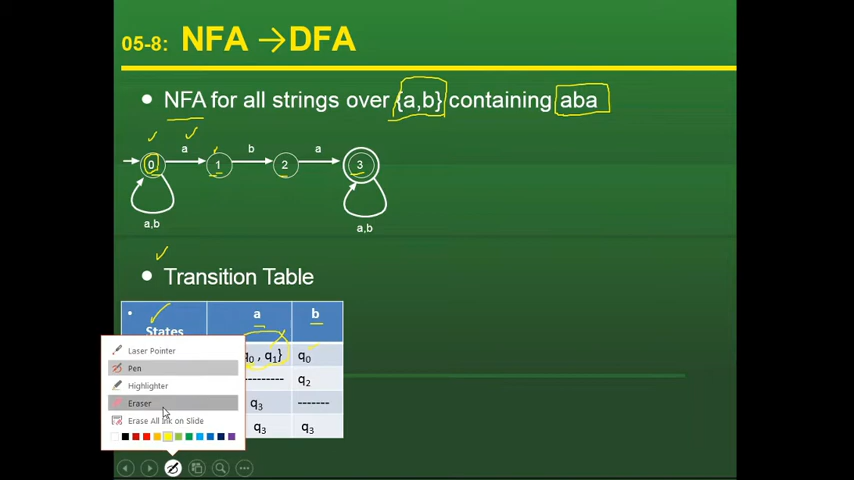 05-8: NFA →DFA
• NFA for all strings over {a,b} containing aba
a b a
0 1 2 3
a,b a,b
• Transition Table
• States a b
q0 , q1} q0
---------- q2
q3 -------
q3 q3
Laser Pointer
Pen
Highlighter
Eraser
Erase All Ink on Slide